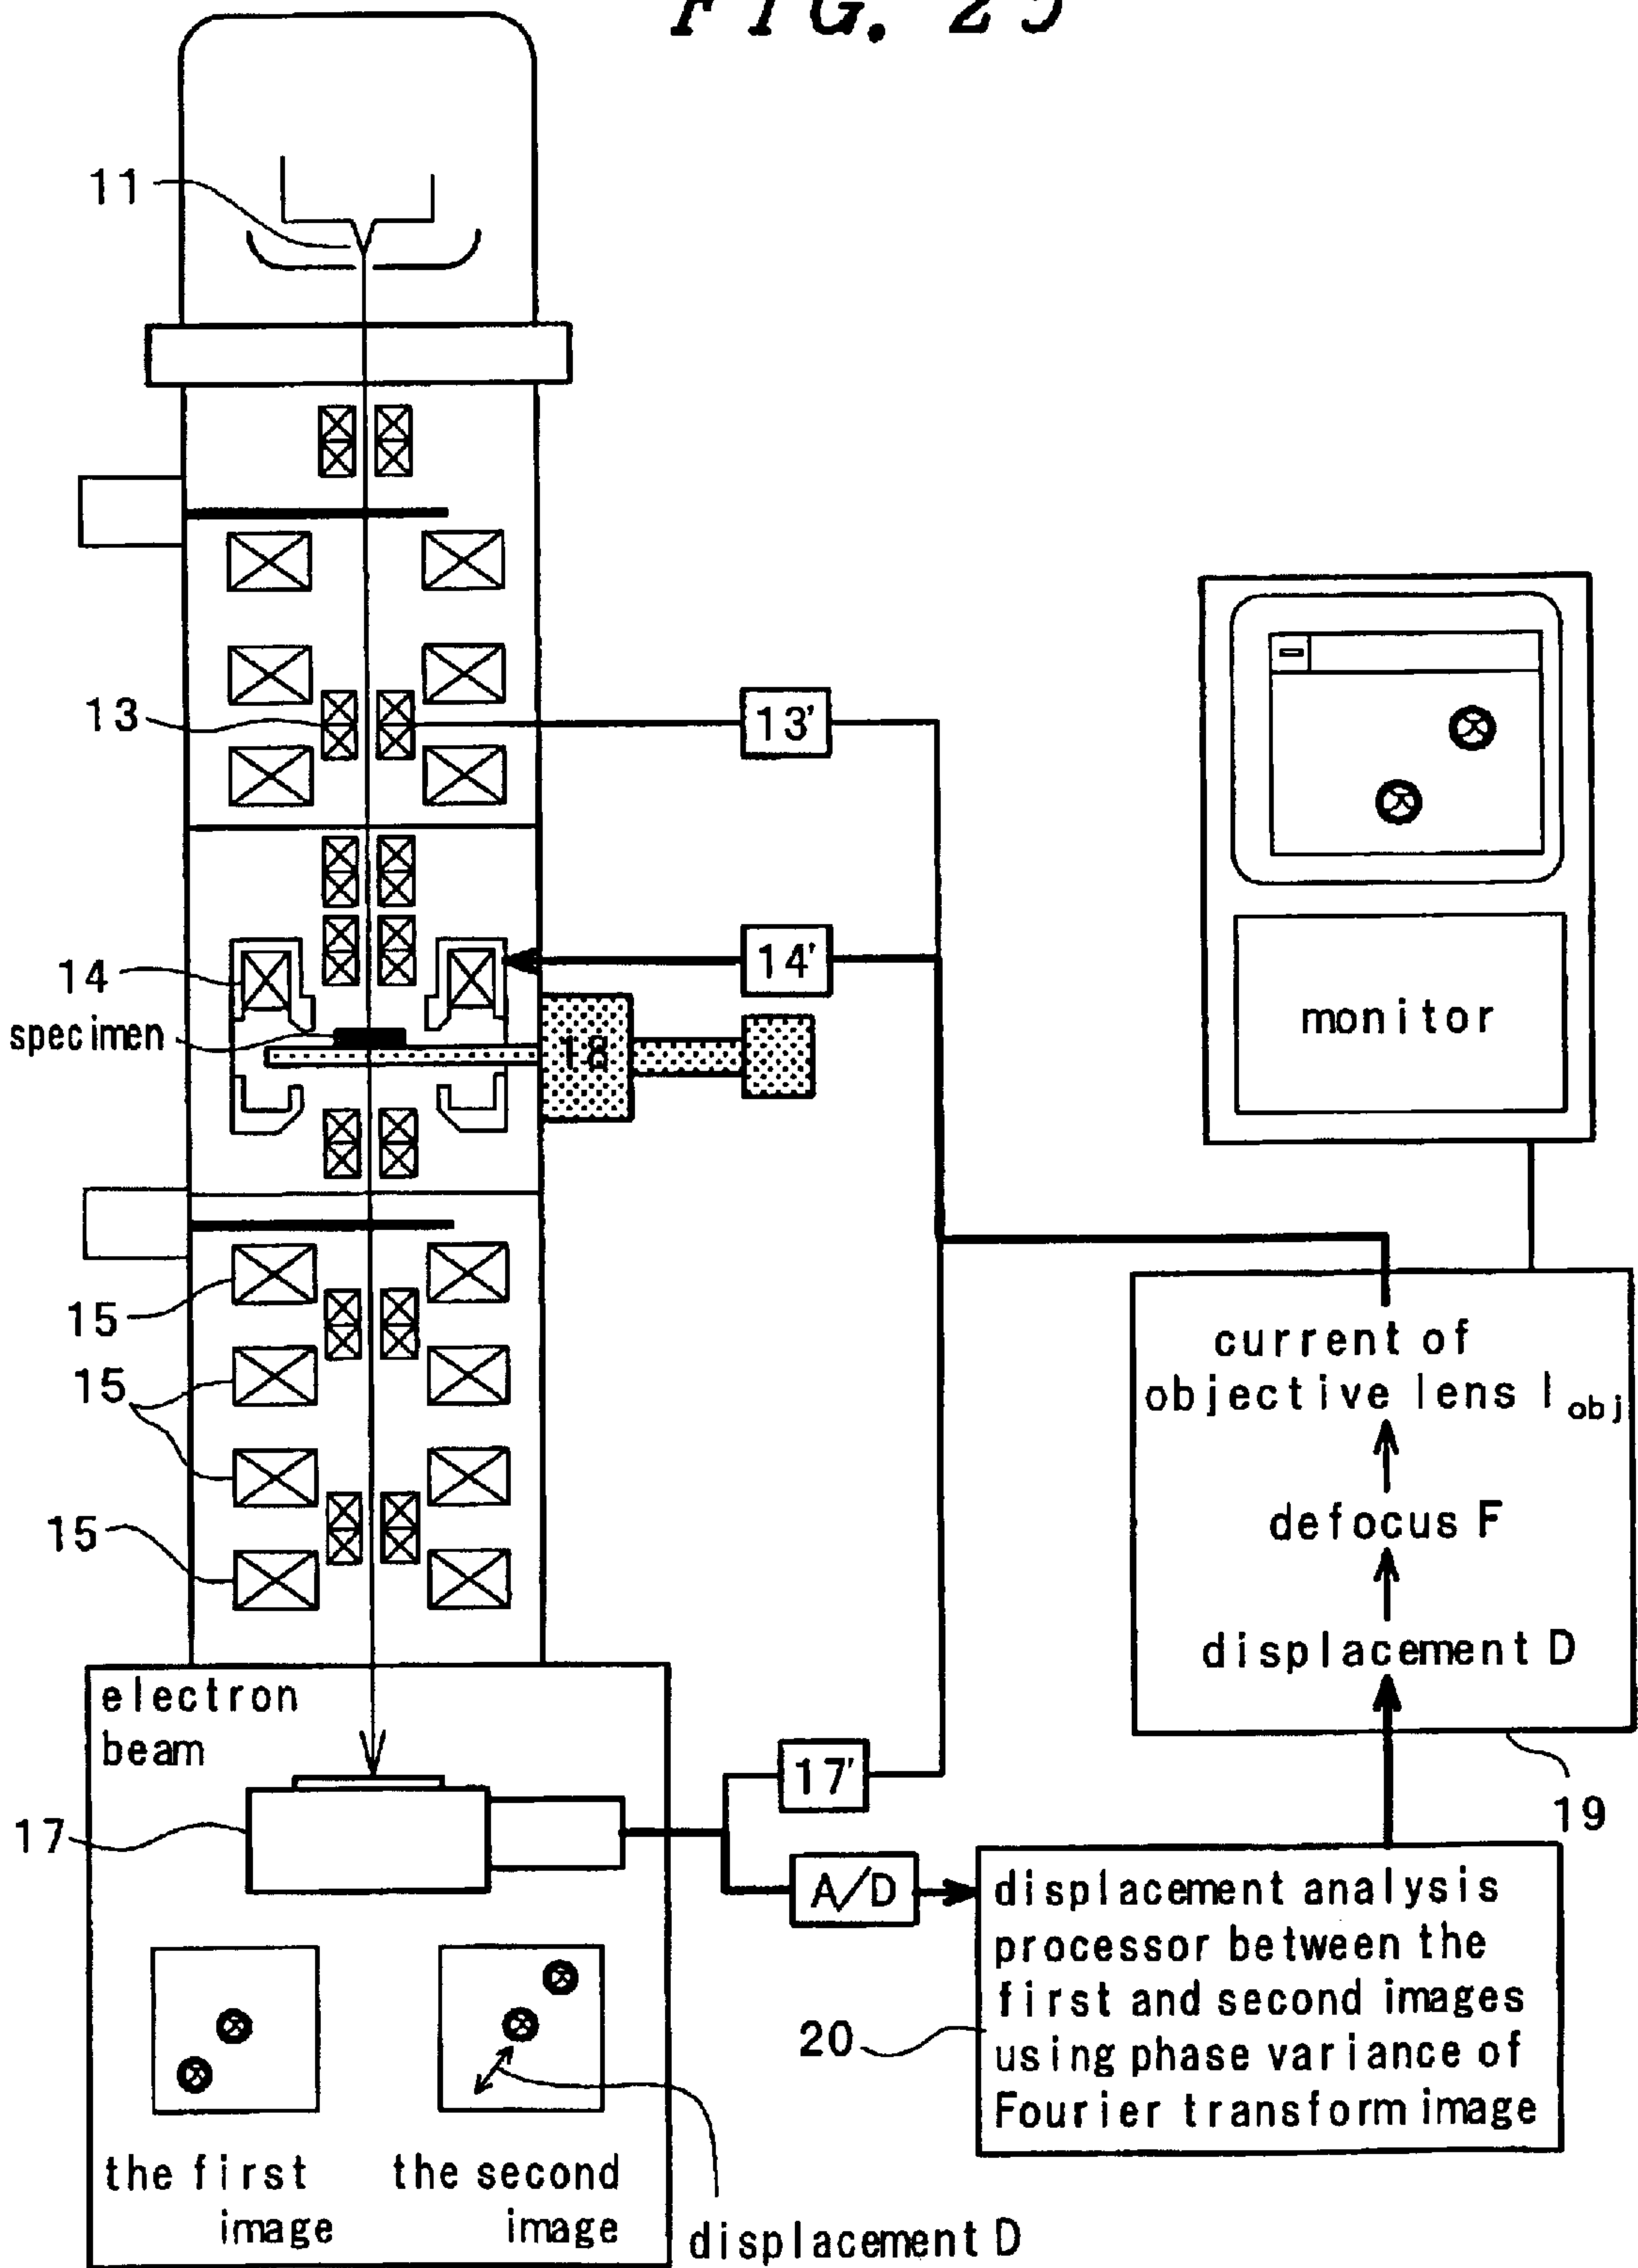 FIG. 25
11
13
13'
14
14'
specimen
18
monitor
15
15
15
current of
objective lens Iobj
defocus F
displacement D
electron
beam
17
17'
19
A/D
displacement analysis
processor between the
first and second images
using phase variance of
Fourier transform image
20
the first
image
the second
image
displacement D